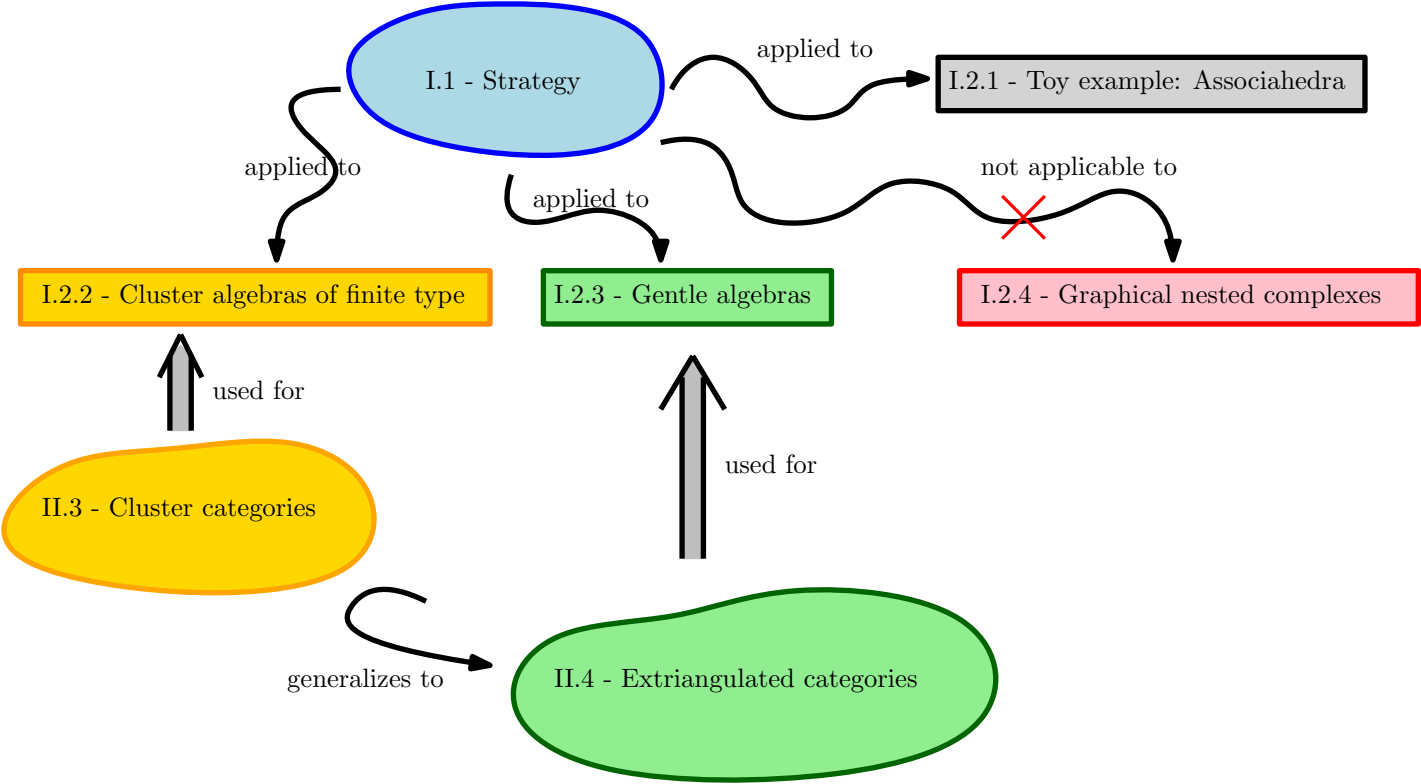 applied to
I.1 - Strategy
I.2.1 - Toy example: Associahedra
applied to
not applicable to
applied to
I.2.2 - Cluster algebras of finite type
I.2.3 - Gentle algebras
I.2.4 - Graphical nested complexes
used for
used for
II.3 - Cluster categories
generalizes to
II.4 - Extriangulated categories